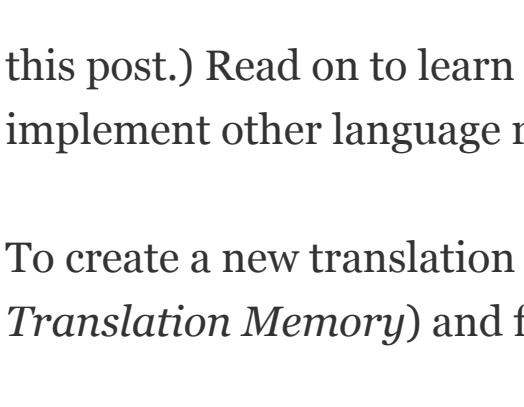 this post.) Read on to learn
implement other language
To create a new translation
Translation Memory) and